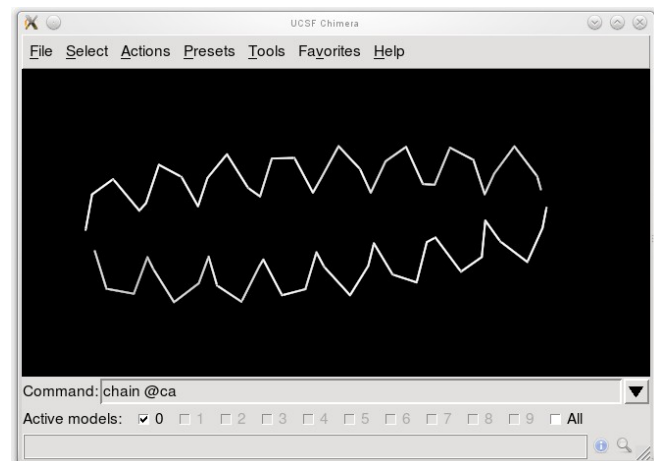 UCSF Chimera
File Select Actions Presets Tools Favorites Help
Command: chain @ca
Active models: 0 1 2 3 4 5 6 7 8 9 All